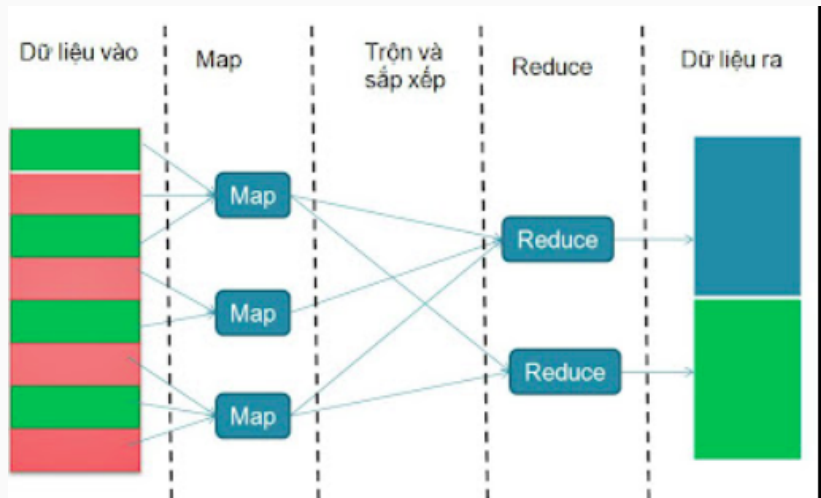 Dữ liệu vào
Map
Trộn và
sắp xếp
Reduce
Dữ liệu ra
Map
Map
Map
Reduce
Reduce